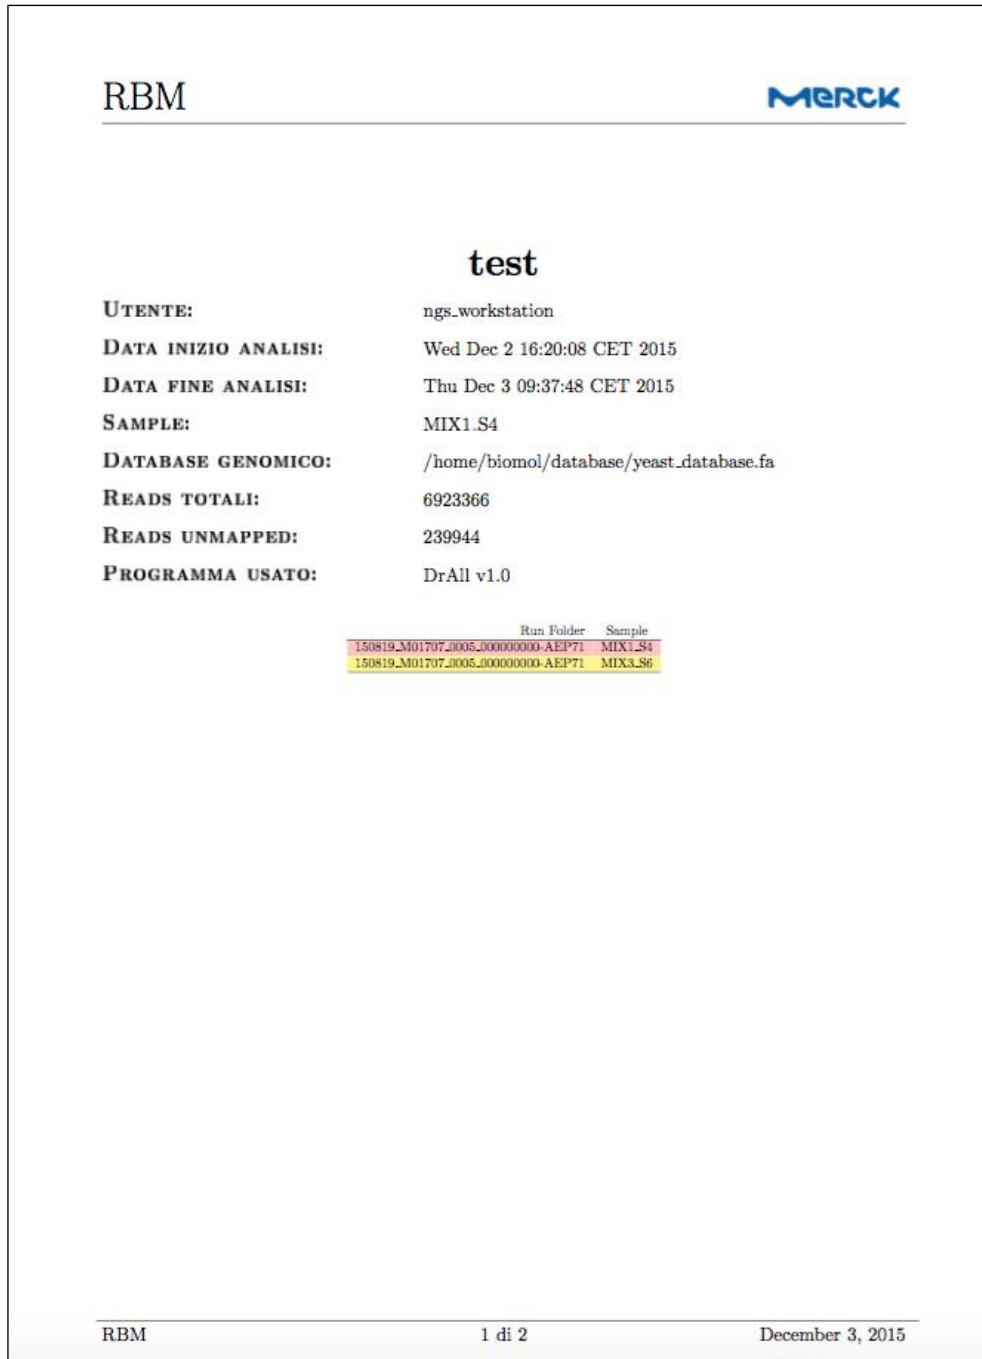 RBM MERCK
test
UTENTE: ngs_workstation
DATA INIZIO ANALISI: Wed Dec 2 16:20:08 CET 2015
DATA FINE ANALISI: Thu Dec 3 09:37:48 CET 2015
SAMPLE: MIX1_S4
DATABASE GENOMICO: /home/biomol/database/yeast_database.fa
READS TOTALI: 6923366
READS UNMAPPED: 239944
PROGRAMMA USATO: DrAll v1.0
Run Folder Sample
150819_M01707_0005_000000000-AEP71 MIX1_S4
150819_M01707_0005_000000000-AEP71 MIX3_S6
RBM 1 di 2 December 3, 2015